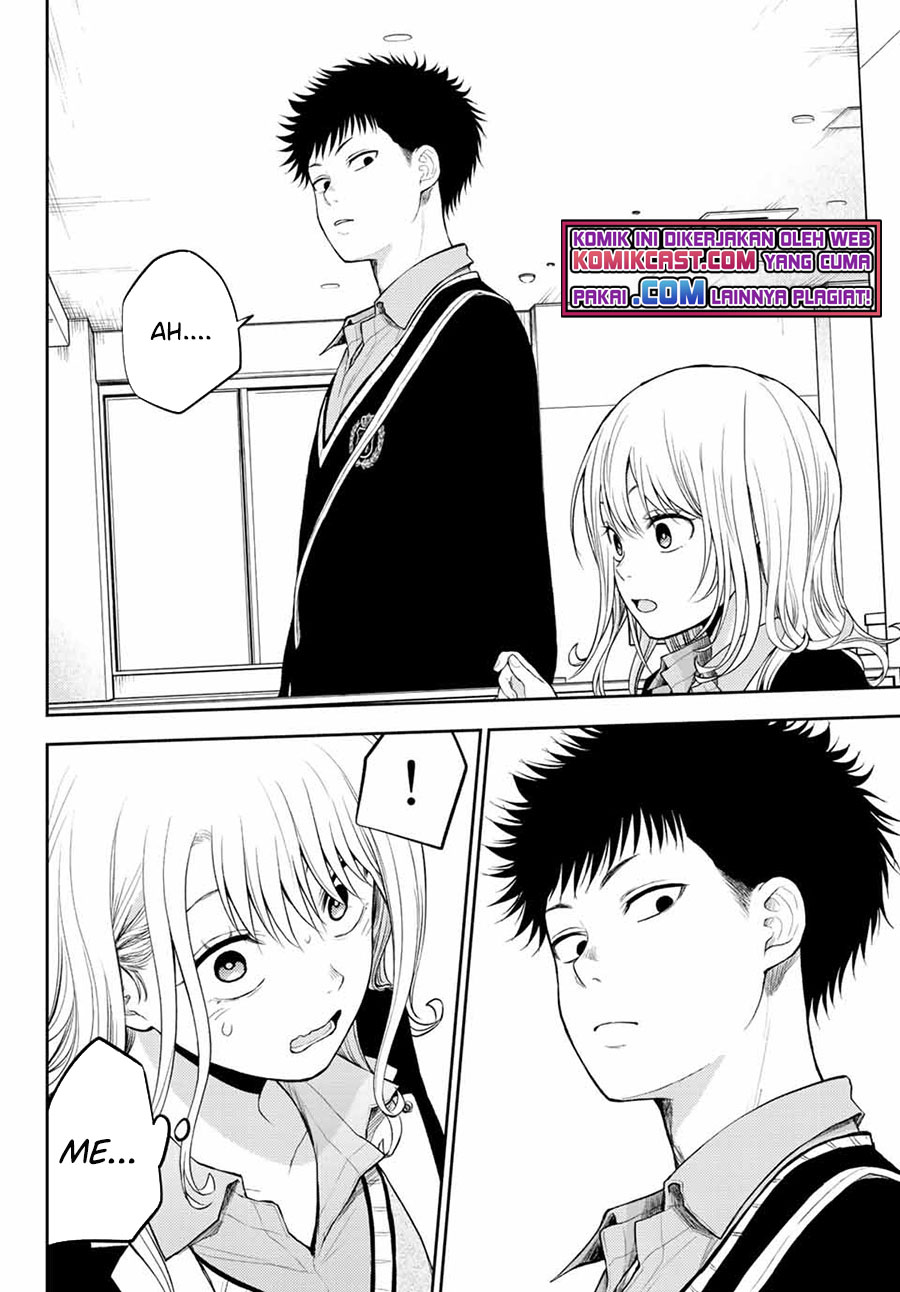 AH....
KOMIK INI DIKERJAKAN OLEH WEB
KOMIKCAST.COM YANG CUMA
PAKAI .COM LAINNYA PLAGIAT!
!
ME...